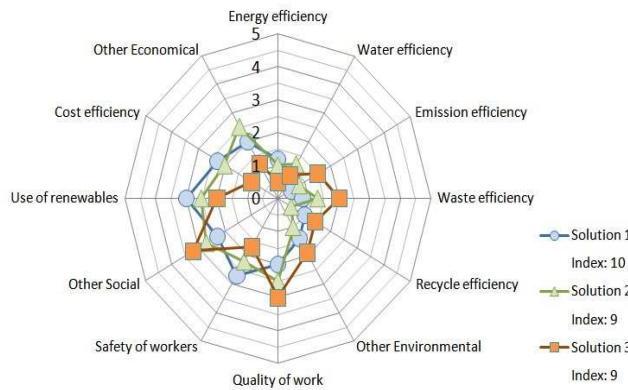 Energy efficiency
5
Other Economical
Water efficiency
4
3
Cost efficiency
Emission efficiency
2
1
Use of renewables
0
Waste efficiency
Solution 1
Index: 10
Other Social
Recycle efficiency
Solution 2
Index: 9
Safety of workers
Other Environmental
Solution 3
Quality of work
Index: 9